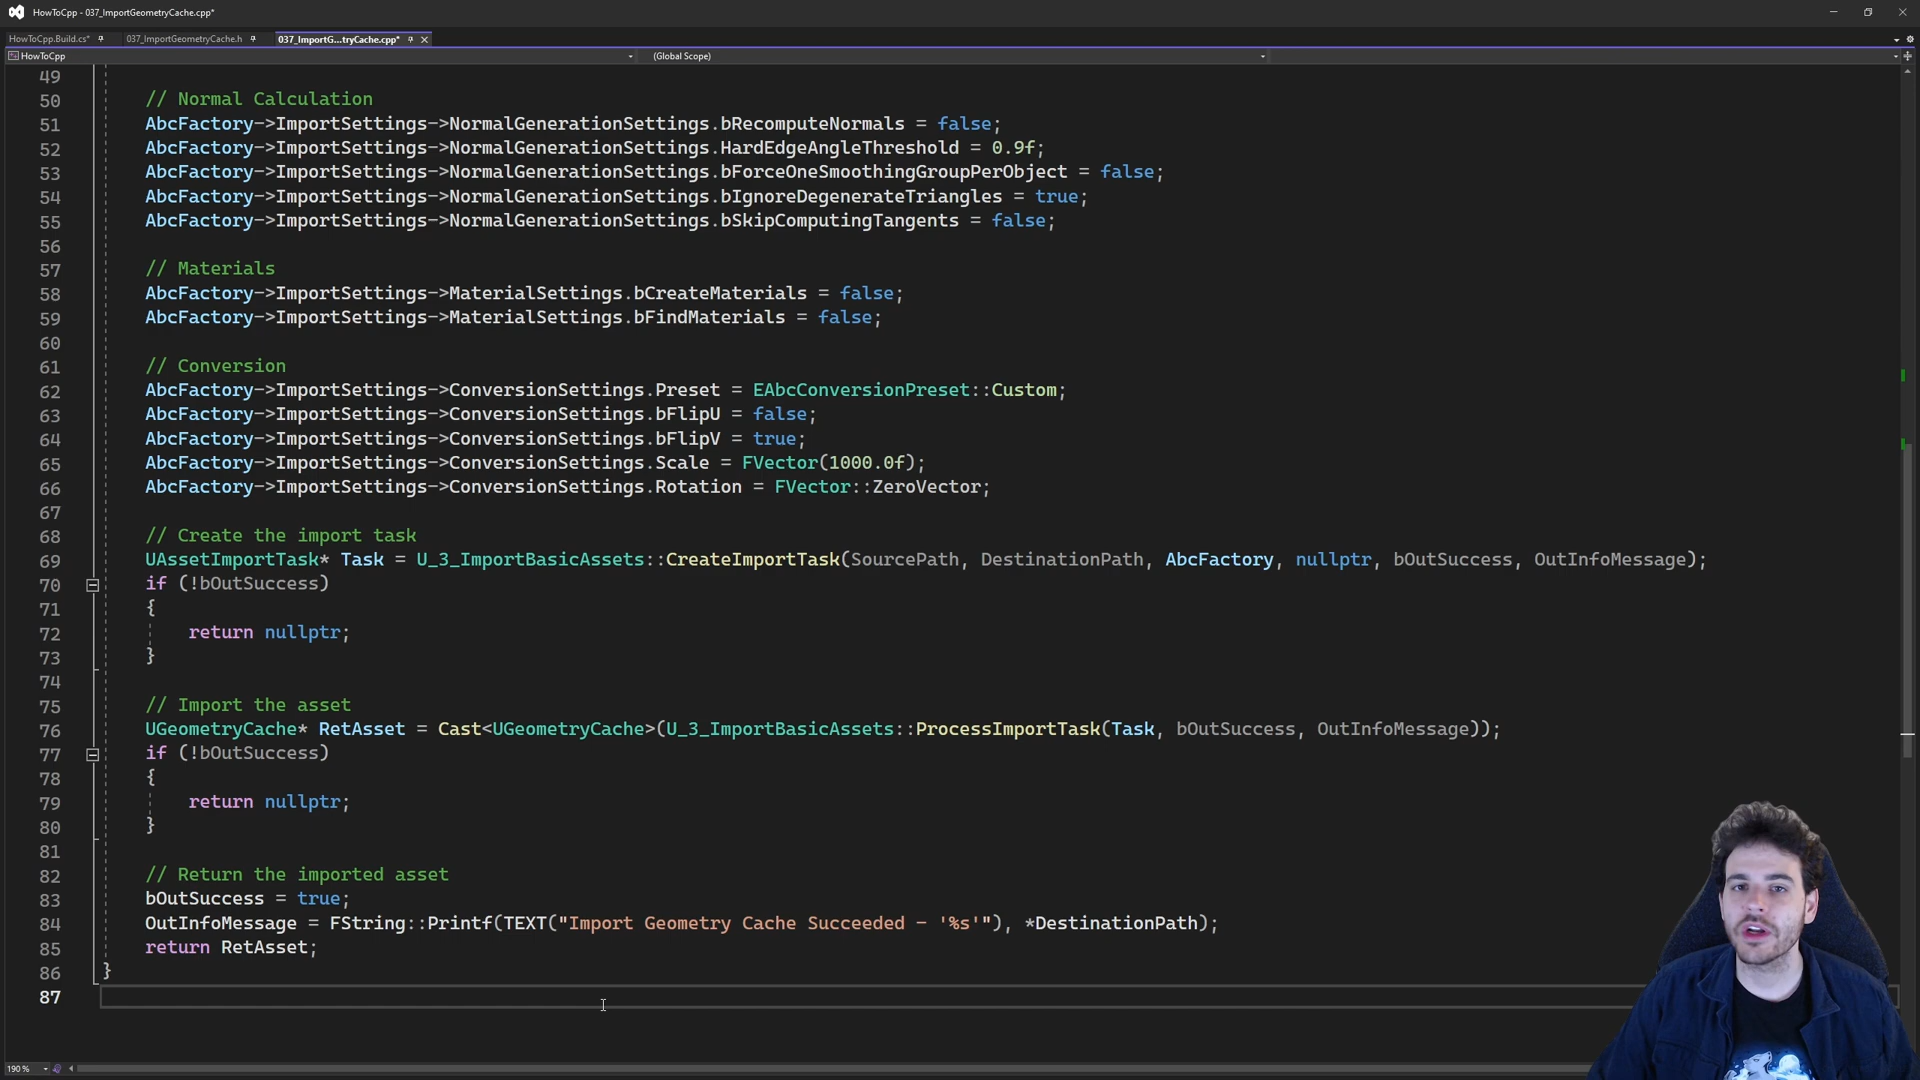 HowToCpp - 037_ImportGeometryCache.cpp*
HowToCpp.Build.cs* 037_ImportGeometryCache.h 037_ImportG...tryCache.cpp*
HowToCpp (Global Scope)
49
50 // Normal Calculation
51 AbcFactory->ImportSettings->NormalGenerationSettings.bRecomputeNormals = false;
52 AbcFactory->ImportSettings->NormalGenerationSettings.HardEdgeAngleThreshold = 0.9f;
53 AbcFactory->ImportSettings->NormalGenerationSettings.bForceOneSmoothingGroupPerObject = false;
54 AbcFactory->ImportSettings->NormalGenerationSettings.bIgnoreDegenerateTriangles = true;
55 AbcFactory->ImportSettings->NormalGenerationSettings.bSkipComputingTangents = false;
56
57 // Materials
58 AbcFactory->ImportSettings->MaterialSettings.bCreateMaterials = false;
59 AbcFactory->ImportSettings->MaterialSettings.bFindMaterials = false;
60
61 // Conversion
62 AbcFactory->ImportSettings->ConversionSettings.Preset = EAbcConversionPreset::Custom;
63 AbcFactory->ImportSettings->ConversionSettings.bFlipU = false;
64 AbcFactory->ImportSettings->ConversionSettings.bFlipV = true;
65 AbcFactory->ImportSettings->ConversionSettings.Scale = FVector(1000.0f);
66 AbcFactory->ImportSettings->ConversionSettings.Rotation = FVector::ZeroVector;
67
68 // Create the import task
69 UAssetImportTask* Task = U_3_ImportBasicAssets::CreateImportTask(SourcePath, DestinationPath, AbcFactory, nullptr, bOutSuccess, OutInfoMessage);
70 if (!bOutSuccess)
71 {
72 return nullptr;
73 }
74
75 // Import the asset
76 UGeometryCache* RetAsset = Cast<UGeometryCache>(U_3_ImportBasicAssets::ProcessImportTask(Task, bOutSuccess, OutInfoMessage));
77 if (!bOutSuccess)
78 {
79 return nullptr;
80 }
81
82 // Return the imported asset
83 bOutSuccess = true;
84 OutInfoMessage = FString::Printf(TEXT("Import Geometry Cache Succeeded - '%s'"), *DestinationPath);
85 return RetAsset;
86 }
87
190 %